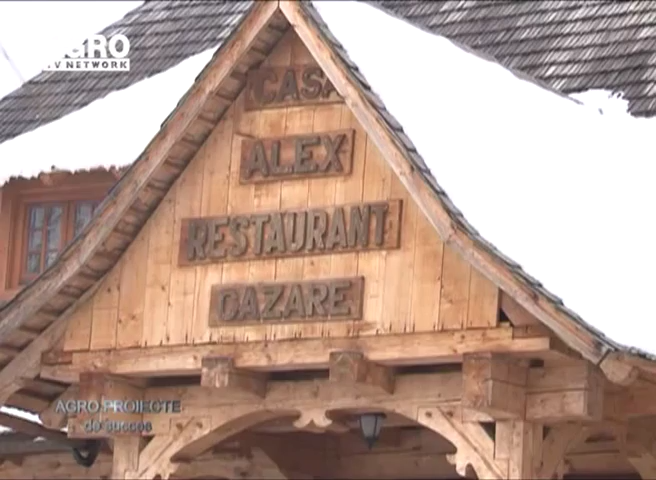 AGRO
TV NETWORK
CASA
ALEX
RESTAURANT
CAZARE
AGRO PROIECTE
de succes